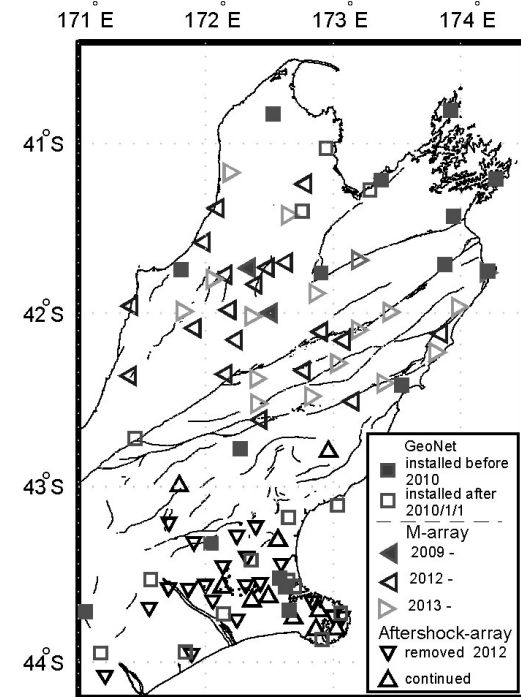 171°E 172°E 173°E 174°E
41°S
42°S
43°S
44°S
GeoNet
installed before
2010
installed after
2010/1/1
M-array
2009 -
2012 -
2013 -
Aftershock-array
removed 2012
continued